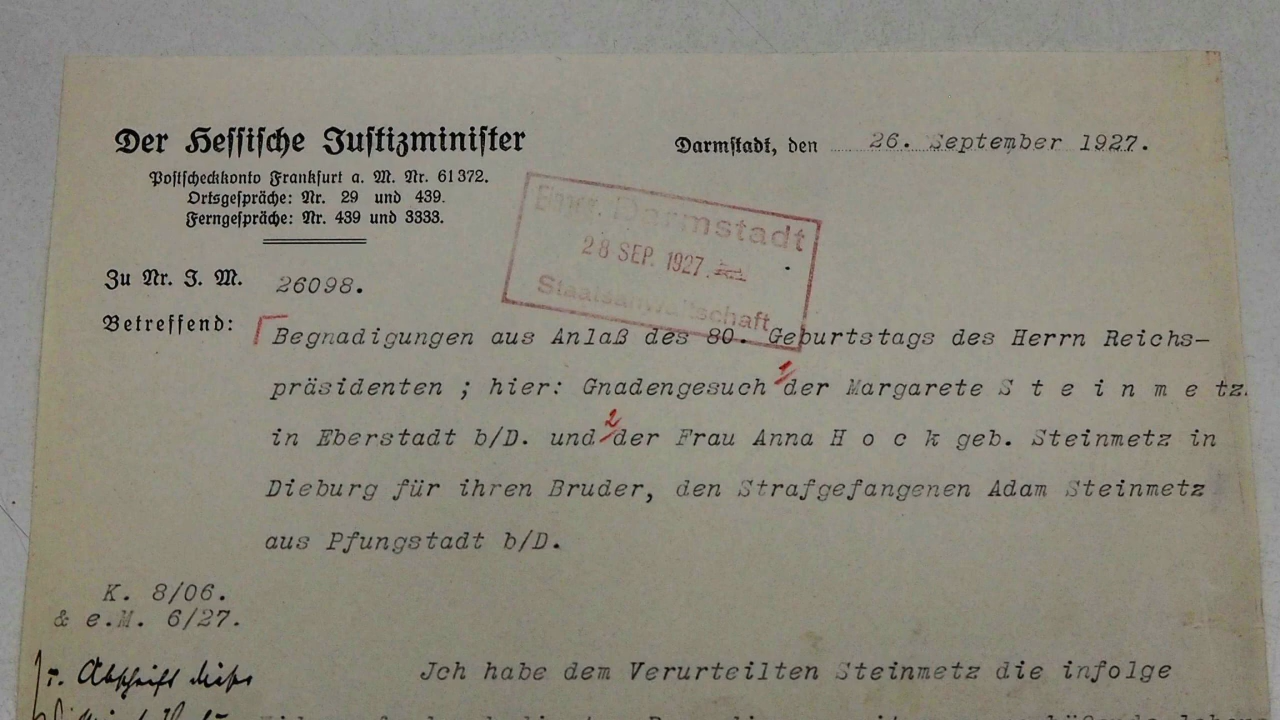 Der Hessische Justizminister
Darmstadt, den 26. September 1927.
Postscheckkonto Frankfurt a. M. Nr. 61372.
Ortsgespräche: Nr. 29 und 439.
Ferngespräche: Nr. 439 und 3333.
Darmstadt
28 SEP. 1927
Staatsanwaltschaft
Zu Nr. J. M. 26098.
Betreffend: Begnadigungen aus Anlaß des 80. Geburtstags des Herrn Reichs-
präsidenten ; hier: Gnadengesuch 1/ der Margarete S t e i n m e tz.
in Eberstadt b/D. und 2/ der Frau Anna H o c k geb. Steinmetz in
Dieburg für ihren Bruder, den Strafgefangenen Adam Steinmetz
aus Pfungstadt b/D.
K. 8/06.
& e.M. 6/27.
Jch habe dem Verurteilten Steinmetz die infolge
Abschrift